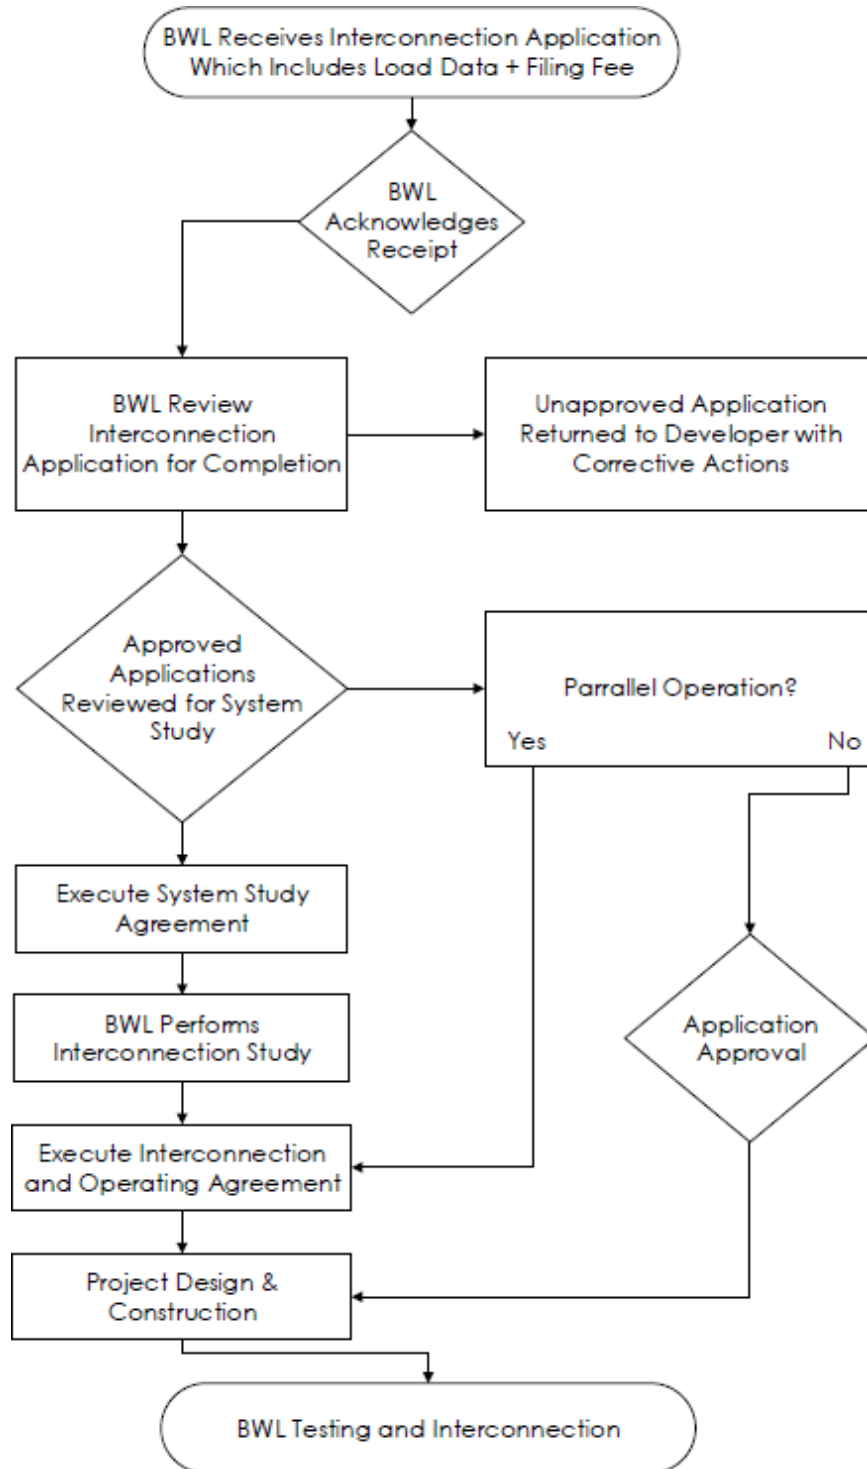 BWL Receives Interconnection Application
Which Includes Load Data + Filing Fee
BWL
Acknowledges
Receipt
BWL Review
Interconnection
Application for Completion
Unapproved Application
Returned to Developer with
Corrective Actions
Approved
Applications
Reviewed for System
Study
Parrallel Operation?
Yes
No
Execute System Study
Agreement
BWL Performs
Interconnection Study
Application
Approval
Execute Interconnection
and Operating Agreement
Project Design &
Construction
BWL Testing and Interconnection